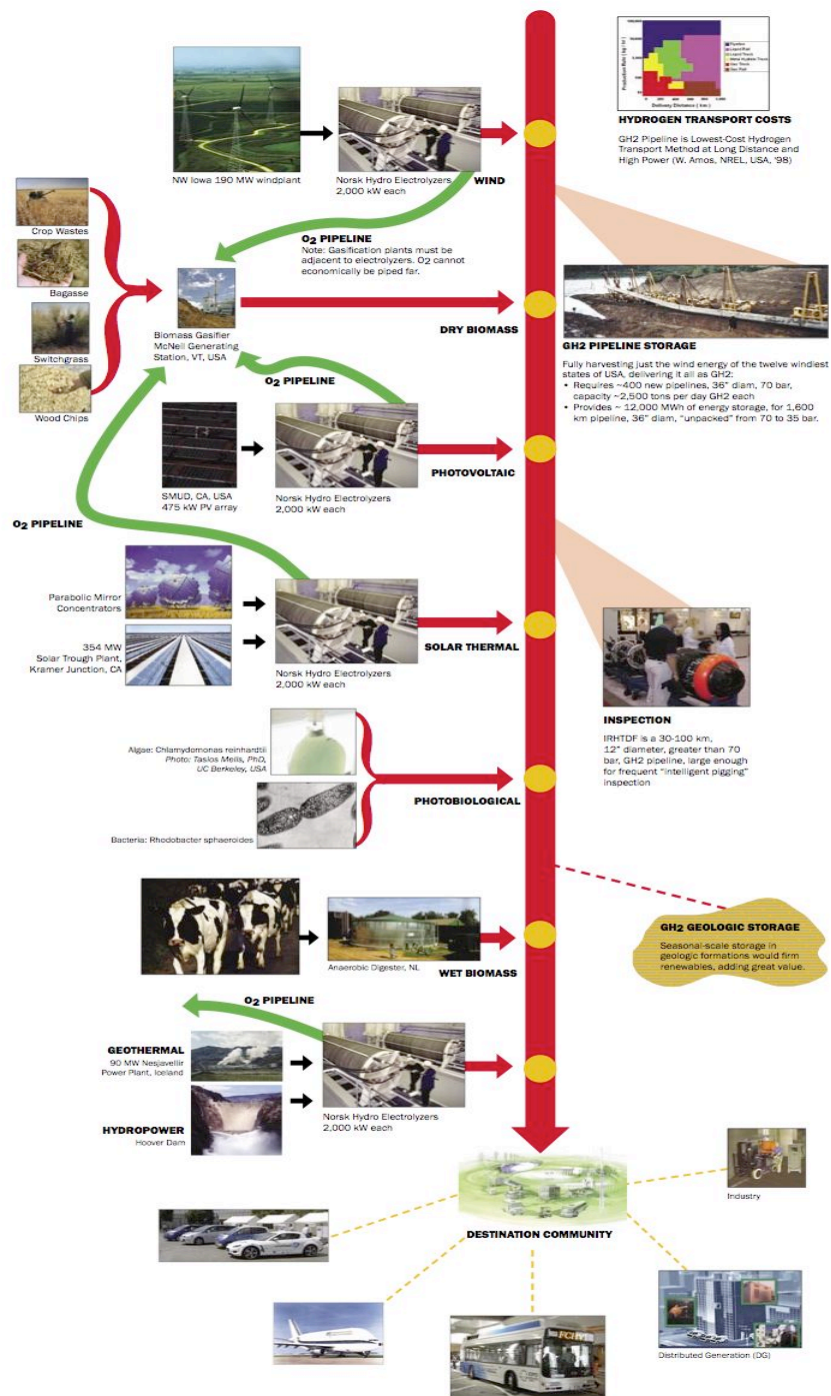 Production Rate ( kg / hr )
Delivery Distance ( km )
HYDROGEN TRANSPORT COSTS
GH2 Pipeline is Lowest-Cost Hydrogen
Transport Method at Long Distance and
High Power (W. Amos, NREL, USA, '98)
NW Iowa 190 MW windplant
Norsk Hydro Electrolyzers
2,000 kW each
WIND
Crop Wastes
Bagasse
Switchgrass
Wood Chips
O2 PIPELINE
Note: Gasification plants must be
adjacent to electrolyzers. O2 cannot
economically be piped far.
Biomass Gasifier
McNeil Generating
Station, VT, USA
DRY BIOMASS
GH2 PIPELINE STORAGE
Fully harvesting just the wind energy of the twelve windiest
states of USA, delivering it all as GH2:
• Requires ~400 new pipelines, 36" diam, 70 bar,
capacity ~2,500 tons per day GH2 each
• Provides ~ 12,000 MWh of energy storage, for 1,600
km pipeline, 36" diam, "unpacked" from 70 to 35 bar.
O2 PIPELINE
PHOTOVOLTAIC
SMUD, CA, USA
475 kW PV array
Norsk Hydro Electrolyzers
2,000 kW each
O2 PIPELINE
Parabolic Mirror
Concentrators
354 MW
Solar Trough Plant,
Kramer Junction, CA
Norsk Hydro Electrolyzers
2,000 kW each
SOLAR THERMAL
INSPECTION
IRHTDF is a 30-100 km,
12" diameter, greater than 70
bar, GH2 pipeline, large enough
for frequent "intelligent pigging"
inspection
Algae: Chlamydomonas reinhardtii
Photo: Tasios Melis, PhD,
UC Berkeley, USA
PHOTOBIOLOGICAL
Bacteria: Rhodobacter sphaeroides
GH2 GEOLOGIC STORAGE
Seasonal-scale storage in
geologic formations would firm
renewables, adding great value.
Anaerobic Digester, NL
WET BIOMASS
O2 PIPELINE
GEOTHERMAL
90 MW Nesjavellir
Power Plant, Iceland
HYDROPOWER
Hoover Dam
Norsk Hydro Electrolyzers
2,000 kW each
DESTINATION COMMUNITY
Industry
Distributed Generation (DG)